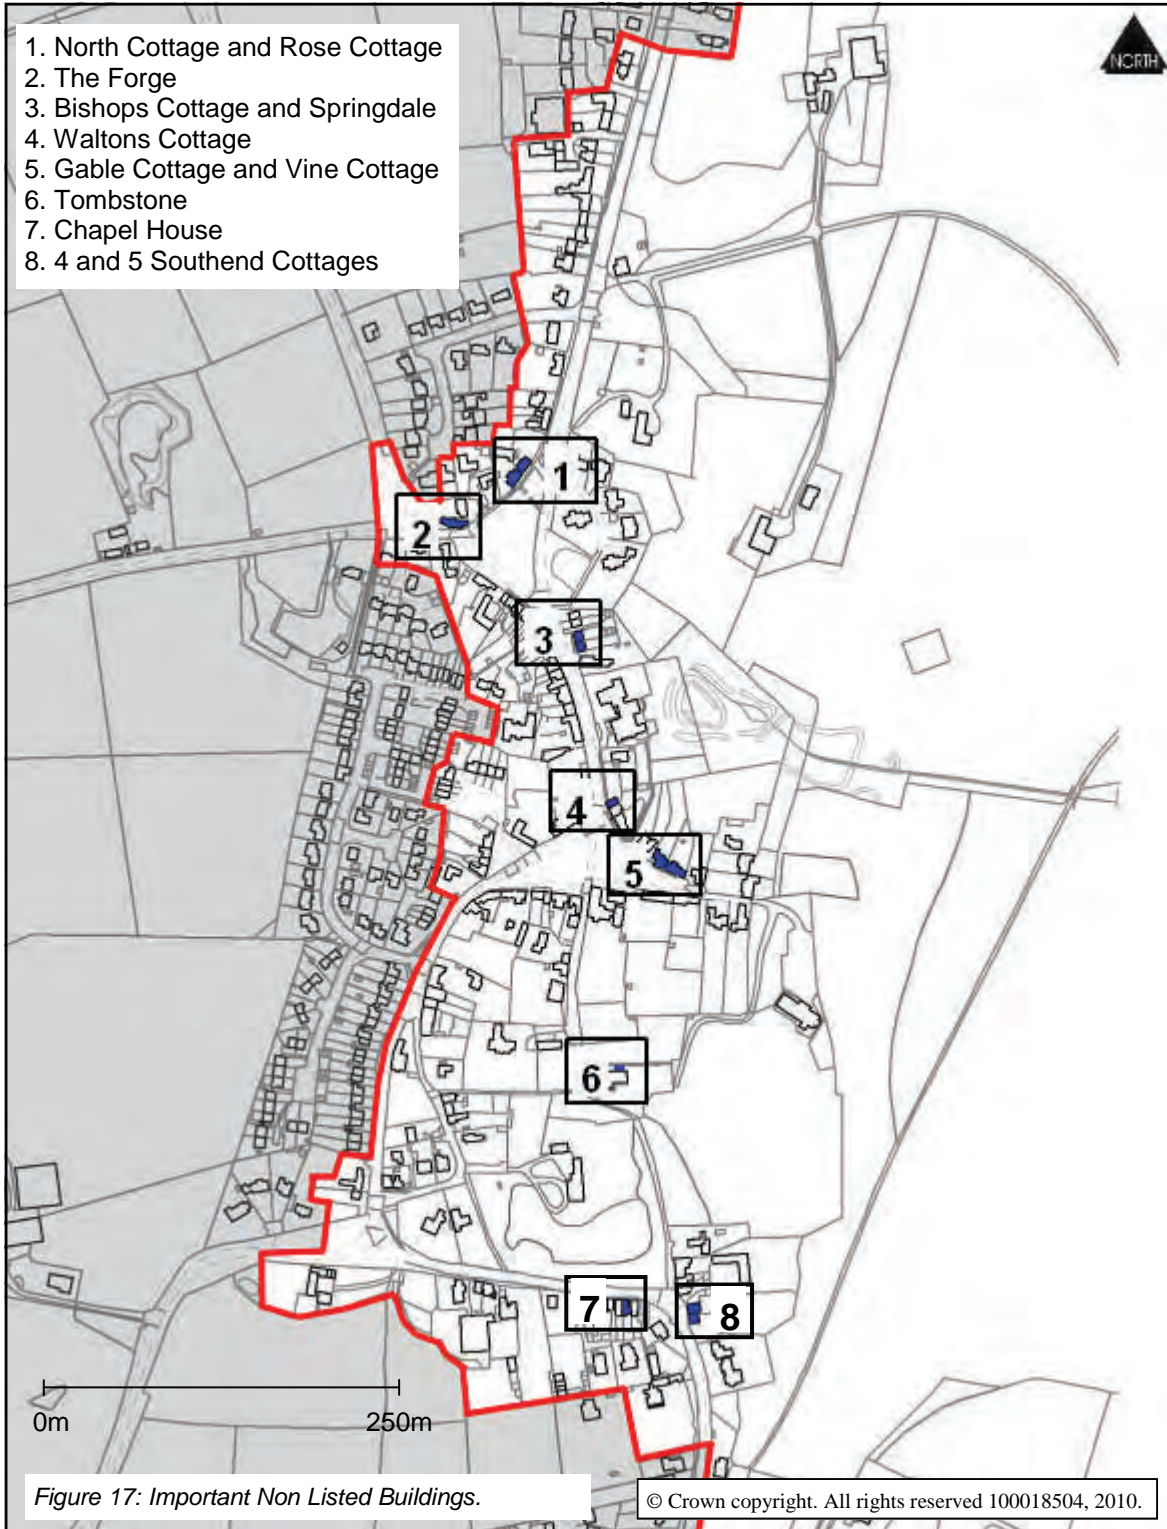 1. North Cottage and Rose Cottage
2. The Forge
3. Bishops Cottage and Springdale
4. Waltons Cottage
5. Gable Cottage and Vine Cottage
6. Tombstone
7. Chapel House
8. 4 and 5 Southend Cottages
NORTH
1
2
3
4
5
6
7
8
0m 250m
Figure 17: Important Non Listed Buildings.
© Crown copyright. All rights reserved 100018504, 2010.